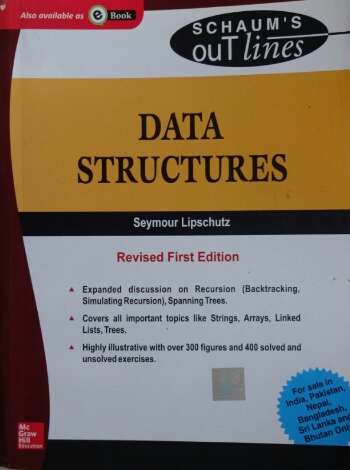 Also available as e Book
SCHAUM'S
ouTlines
DATA
STRUCTURES
Seymour Lipschutz
Revised First Edition
Expanded discussion on Recursion (Backtracking,
Simulating Recursion), Spanning Trees.
Covers all important topics like Strings, Arrays, Linked
Lists, Trees.
Highly illustrative with over 300 figures and 400 solved and
unsolved exercises.
For sale in
India, Pakistan,
Nepal,
Bangladesh,
Sri Lanka and
Bhutan Only
Mc
Graw
Hill
Education